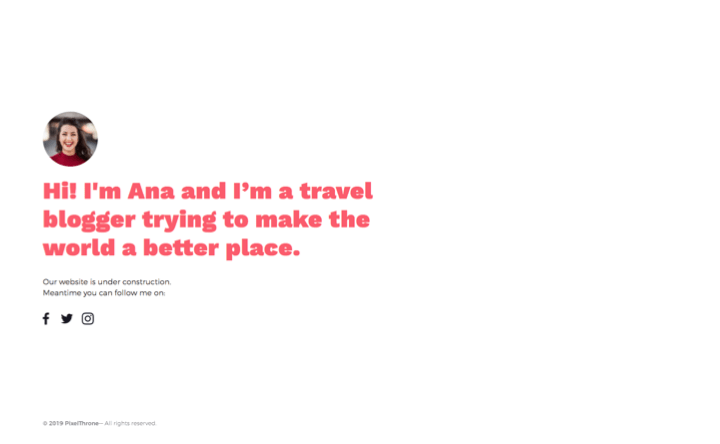 Hi! I'm Ana and I’m a travel
blogger trying to make the
world a better place.
Our website is under construction.
Meantime you can follow me on:
© 2019 PixelThrone– All rights reserved.